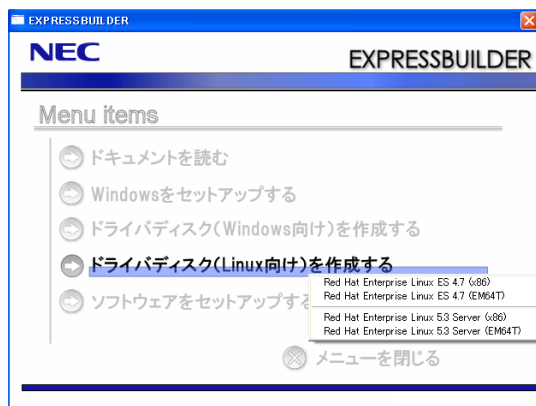 EXPRESSBUILDER
NEC
EXPRESSBUILDER
Menu items
ドキュメントを読む
Windowsをセットアップする
ドライバディスク(Windows向け)を作成する
ドライバディスク(Linux向け)を作成する
Red Hat Enterprise Linux ES 4.7 (x86)
Red Hat Enterprise Linux ES 4.7 (EM64T)
ソフトウェアをセットアップする
Red Hat Enterprise Linux 5.3 Server (x86)
Red Hat Enterprise Linux 5.3 Server (EM64T)
メニューを閉じる